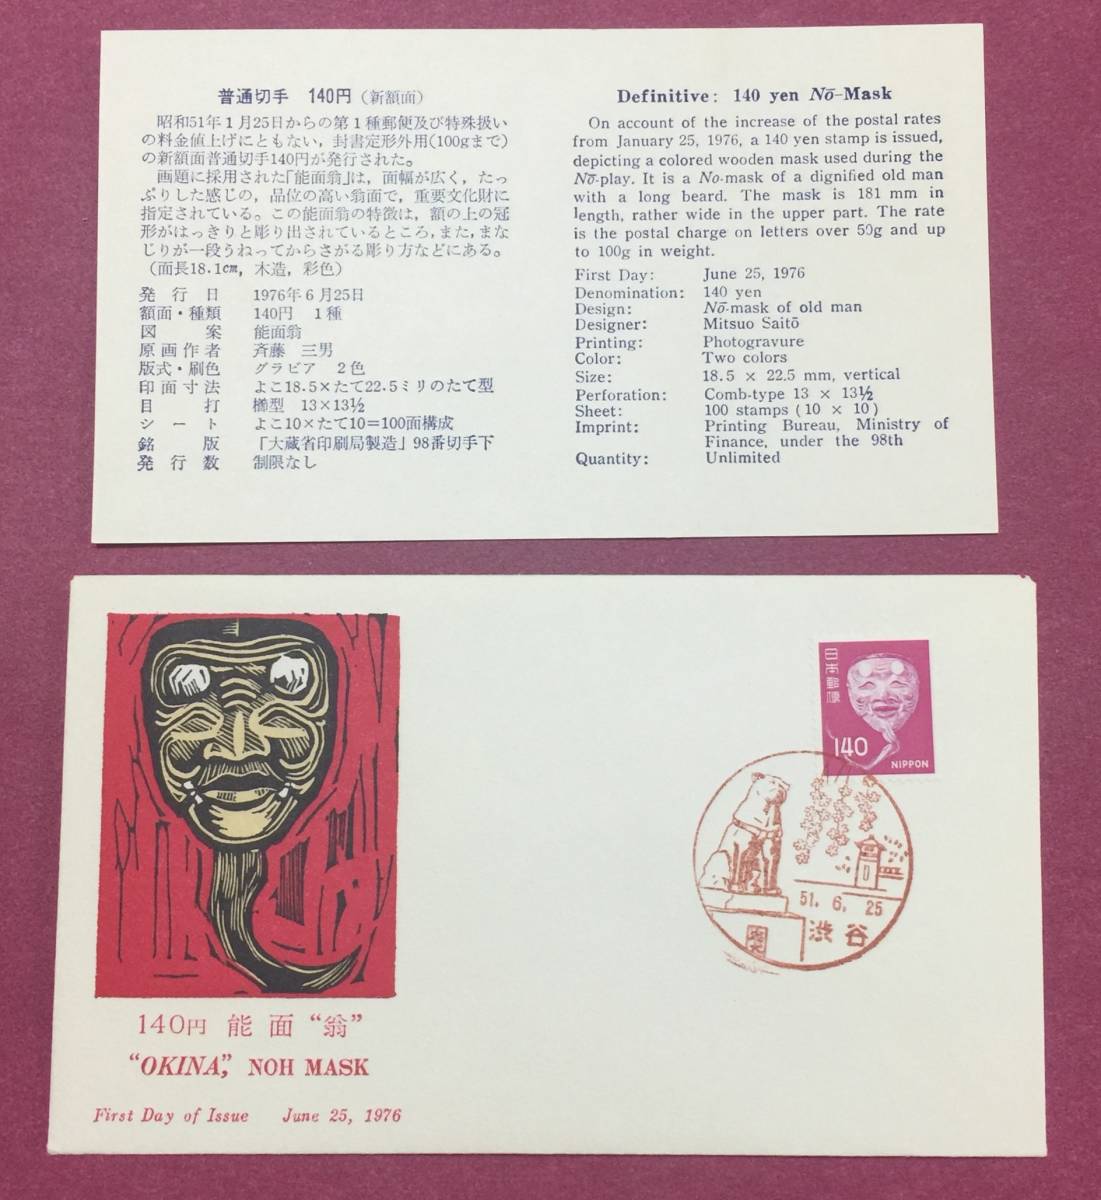 普通切手 140円(新額面)
昭和51年1月25日からの第1種郵便及び特殊扱い
の料金値上げにともない,封書定形外用(100gまで)
の新額面普通切手140円が発行された。
画題に採用された「能面翁」は,面幅が広く,たっ
ぷりした感じの,品位の高い翁面で,重要文化財に
指定されている。この能面翁の特徴は,額の上の冠
形がはっきりと彫り出されているところ,また,まな
じりが一段うねってからさがる彫り方などにある。
(面長18.1cm,木造,彩色)
発行日 1976年6月25日
額面・種類 140円 1種
図案 能面翁
原画作者 斉藤 三男
版式・刷色 グラビア 2色
印面寸法 よこ18.5×たて22.5ミリのたて型
目打 櫛型 13×13½
シート よこ10×たて10=100面構成
銘版 「大蔵省印刷局製造」98番切手下
発行数 制限なし
Definitive: 140 yen Nō-Mask
On account of the increase of the postal rates
from January 25, 1976, a 140 yen stamp is issued,
depicting a colored wooden mask used during the
Nō-play. It is a No-mask of a dignified old man
with a long beard. The mask is 181 mm in
length, rather wide in the upper part. The rate
is the postal charge on letters over 50g and up
to 100g in weight.
First Day: June 25, 1976
Denomination: 140 yen
Design: Nō-mask of old man
Designer: Mitsuo Saitō
Printing: Photogravure
Color: Two colors
Size: 18.5 × 22.5 mm, vertical
Perforation: Comb-type 13 × 13½
Sheet: 100 stamps (10 × 10)
Imprint: Printing Bureau, Ministry of
Finance, under the 98th
Quantity: Unlimited
日本郵便
140
NIPPON
51. 6. 25
渋谷
140円 能面 “翁”
“OKINA”, NOH MASK
First Day of Issue June 25, 1976